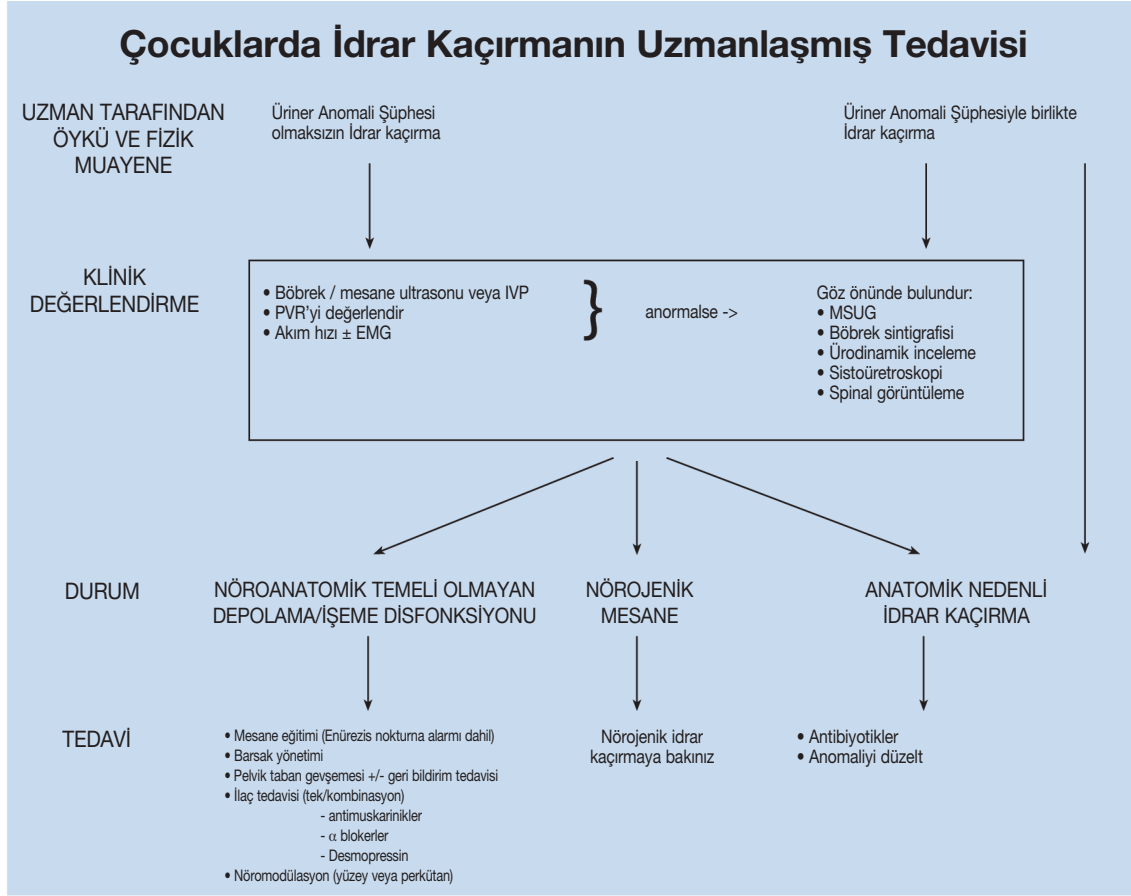 Çocuklarda İdrar Kaçırmanın Uzmanlaşmış Tedavisi
UZMAN TARAFINDAN
ÖYKÜ VE FİZİK
MUAYENE
Üriner Anomali Şüphesi
olmaksızın İdrar kaçırma
Üriner Anomali Şüphesiyle birlikte
İdrar kaçırma
KLİNİK
DEĞERLENDİRME
• Böbrek / mesane ultrasonu veya IVP
• PVR'yi değerlendir
• Akım hızı ± EMG
}
anormalse ->
Göz önünde bulundur:
• MSUG
• Böbrek sintigrafisi
• Ürodinamik inceleme
• Sistoüretroskopi
• Spinal görüntüleme
DURUM
NÖROANATOMİK TEMELİ OLMAYAN
DEPOLAMA/İŞEME DISFONKSİYONU
NÖROJENİK
MESANE
ANATOMİK NEDENLİ
İDRAR KAÇIRMA
TEDAVİ
• Mesane eğitimi (Enürezis nokturna alarmı dahil)
• Barsak yönetimi
• Pelvik taban gevşemesi +/- geri bildirim tedavisi
• İlaç tedavisi (tek/kombinasyon)
- antimuskarinikler
- α blokerler
- Desmopressin
• Nöromodülasyon (yüzey veya perkütan)
Nörojenik idrar
kaçırmaya bakınız
• Antibiyotikler
• Anomaliyi düzelt